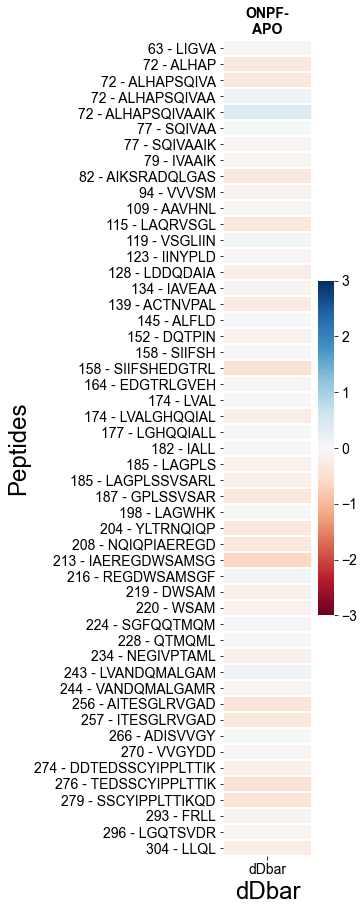 ONPF-
APO
63 - LIGVA
72 - ALHAP
72 - ALHAPSQIVA
72 - ALHAPSQIVAA
72 - ALHAPSQIVAAIK
77 - SQIVAA
77 - SQIVAAIK
79 - IVAAIK
82 - AIKSRADQLGAS
94 - VVVSM
109 - AAVHNL
115 - LAQRVSGL
119 - VSGLIIN
123 - IINYPLD
128 - LDDQDAIA
134 - IAVEAA
139 - ACTNVPAL
145 - ALFLD
152 - DQTPIN
158 - SIIFSH
158 - SIIFSHEDGTRL
164 - EDGTRLGVEH
174 - LVAL
174 - LVALGHQQIAL
177 - LGHQQIALL
182 - IALL
185 - LAGPLS
185 - LAGPLSSVSARL
187 - GPLSSVSAR
198 - LAGWHK
204 - YLTRNQIQP
208 - NQIQPIAEREGD
213 - IAEREGDWSAMSG
216 - REGDWSAMSGF
219 - DWSAM
220 - WSAM
224 - SGFQQTMQM
228 - QTMQML
234 - NEGIVPTAML
243 - LVANDQMALGAM
244 - VANDQMALGAMR
256 - AITESGLRVGAD
257 - ITESGLRVGAD
266 - ADISVVGY
270 - VVGYDD
274 - DDTEDSSCYIPPLTTIK
276 - TEDSSCYIPPLTTIK
279 - SSCYIPPLTTIKQD
293 - FRLL
296 - LGQTSVDR
304 - LLQL
Peptides
dDbar
dDbar
3
2
1
0
−1
−2
−3